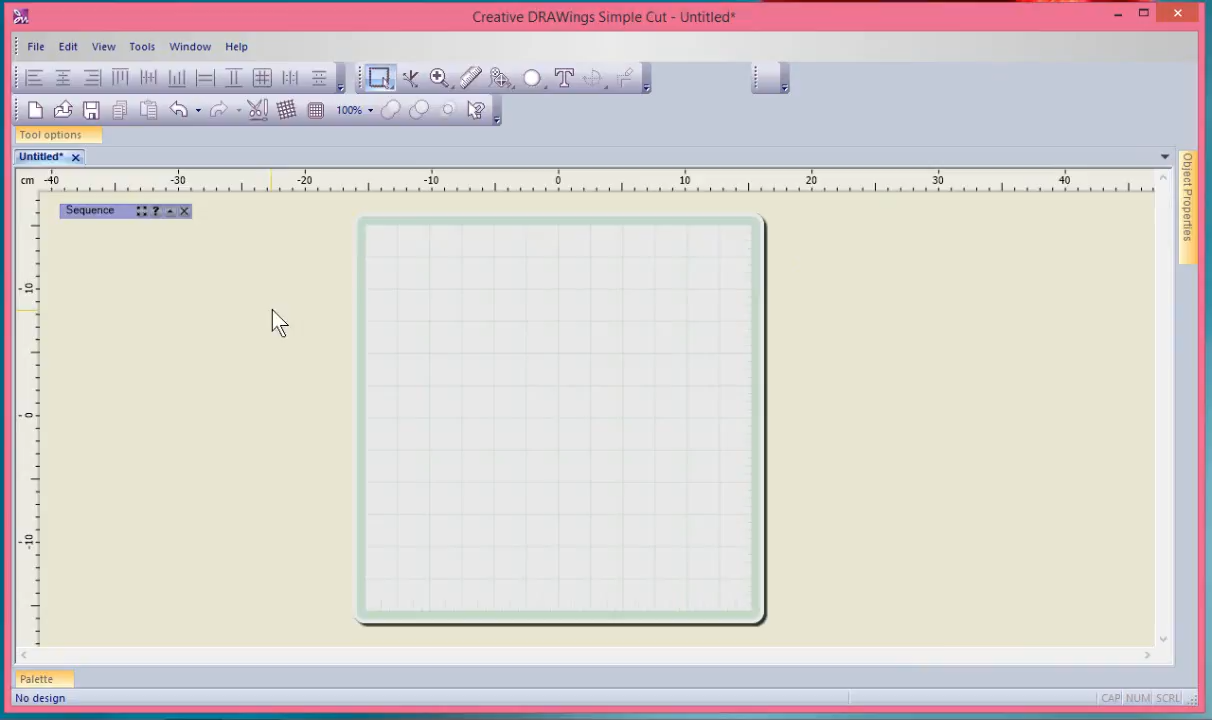 Creative DRAWings Simple Cut - Untitled*
File Edit View Tools Window Help
100%
Tool options
Untitled*
cm -40 -30 -20 -10 0 10 20 30 40
Sequence ?
Object Properties
10
0
-10
Palette
No design CAP NUM SCRL